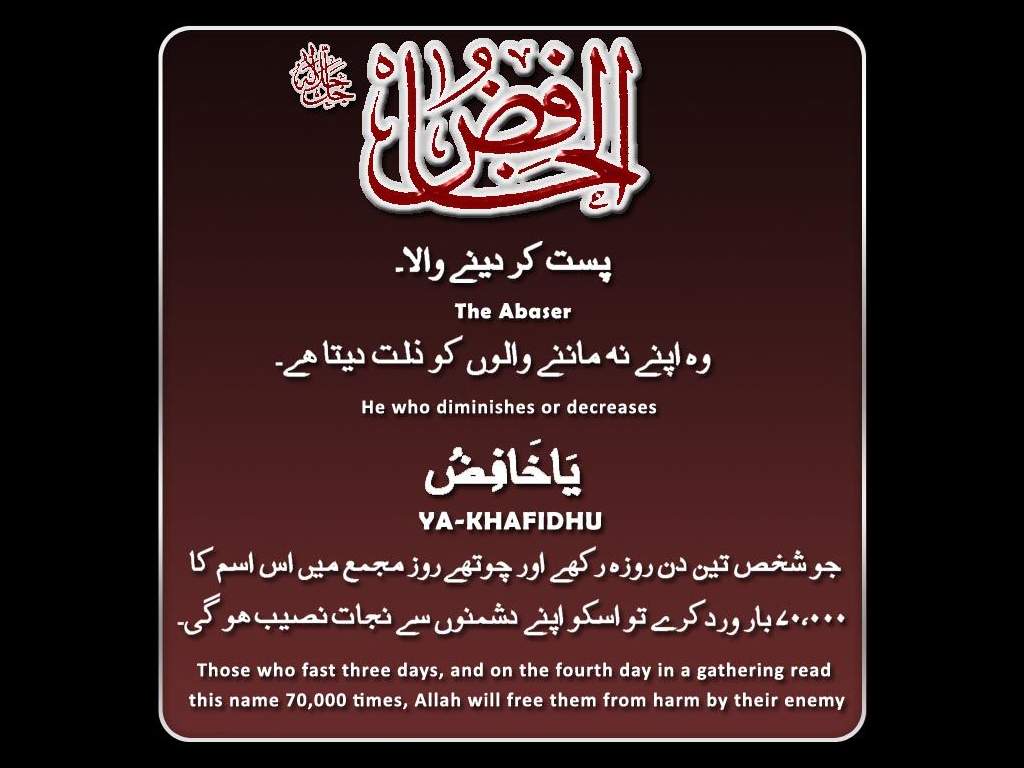 الخافض
جل جلالہ
پست کر دینے والا۔
The Abaser
وہ اپنے نہ ماننے والوں کو ذلت دیتا ھے۔
He who diminishes or decreases
يَاخَافِضُ
YA-KHAFIDHU
جو شخص تین دن روزہ رکھے اور چوتھے روز مجمع میں اس اسم کا
۷۰،۰۰۰ بار ورد کرے تو اسکو اپنے دشمنوں سے نجات نصیب ھو گی۔
Those who fast three days, and on the fourth day in a gathering read
this name 70,000 times, Allah will free them from harm by their enemy